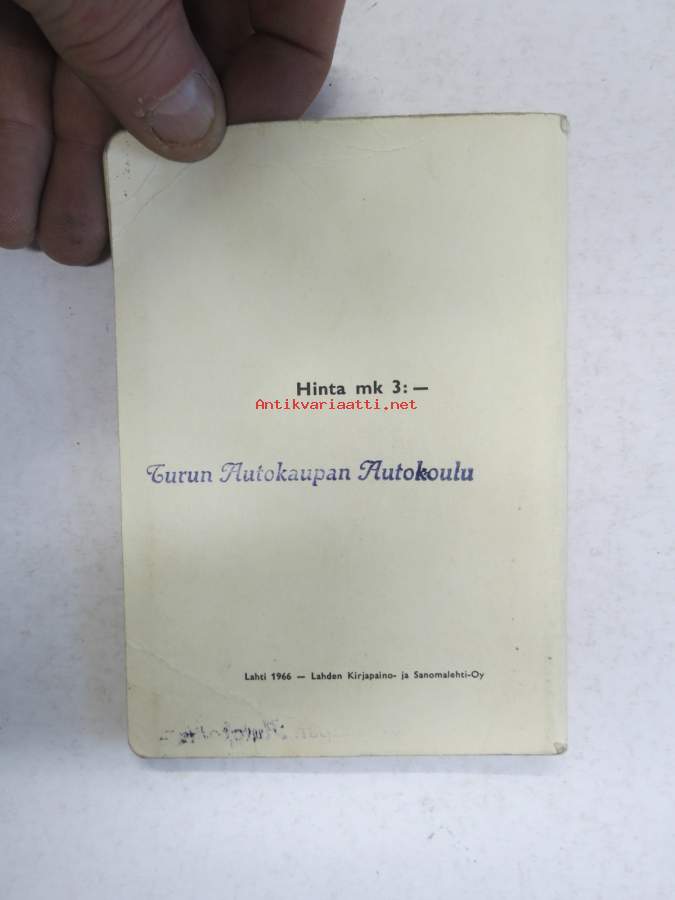 Hinta mk 3: —
Antikvariaatti.net
Turun Autokaupan Autokoulu
Lahti 1966 — Lahden Kirjapaino- ja Sanomalehti-Oy